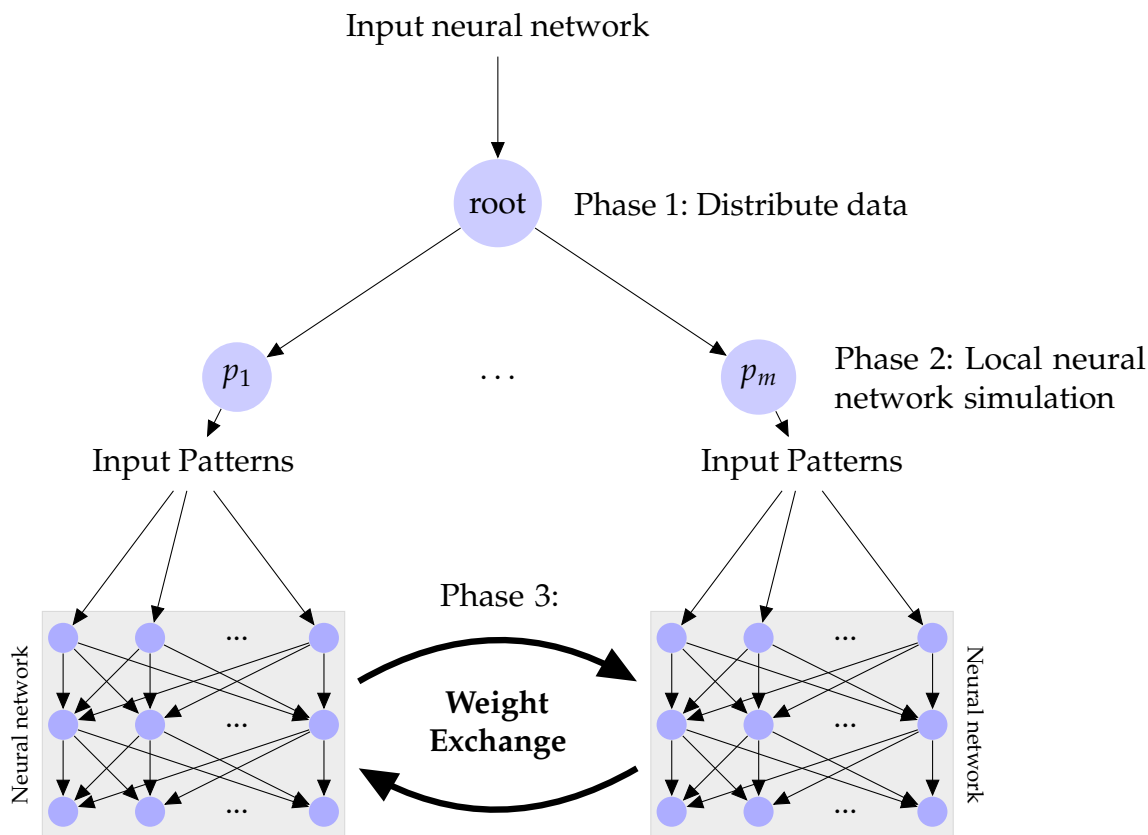 Input neural network
root
Phase 1: Distribute data
p1
...
pm
Phase 2: Local neural
network simulation
Input Patterns
Input Patterns
Phase 3:
...
...
Neural network
Weight
Exchange
Neural network
...
...
...
...